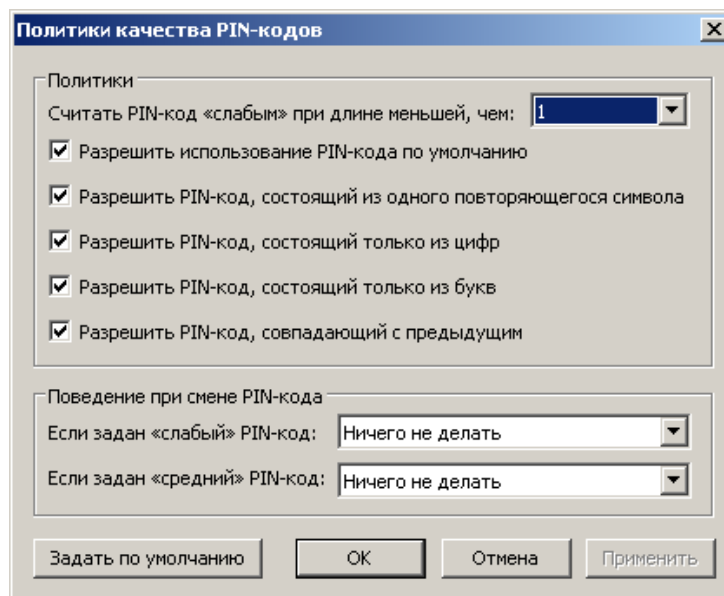 Политики качества PIN-кодов
Политики
Считать PIN-код «слабым» при длине меньшей, чем: 1
Разрешить использование PIN-кода по умолчанию
Разрешить PIN-код, состоящий из одного повторяющегося символа
Разрешить PIN-код, состоящий только из цифр
Разрешить PIN-код, состоящий только из букв
Разрешить PIN-код, совпадающий с предыдущим
Поведение при смене PIN-кода
Если задан «слабый» PIN-код: Ничего не делать
Если задан «средний» PIN-код: Ничего не делать
Задать по умолчанию OK Отмена Применить